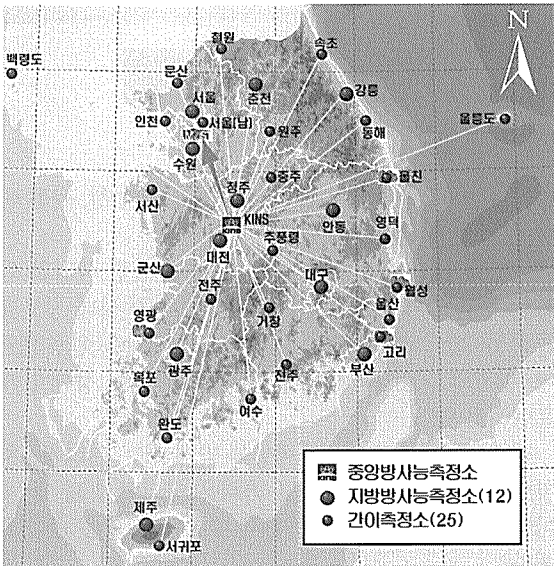 N
철원
속초
백령도
문산
서울
춘천
강릉
인천
서울(남)
원주
동해
울릉도
수원
청주
충주
울진
서산
KINS
안동
영덕
추풍령
대전
군산
전주
대구
월성
울산
영광
거창
고리
광주
진주
부산
목포
여수
완도
제주
서귀포
KINS 중앙방사능측정소
지방방사능측정소(12)
간이측정소(25)